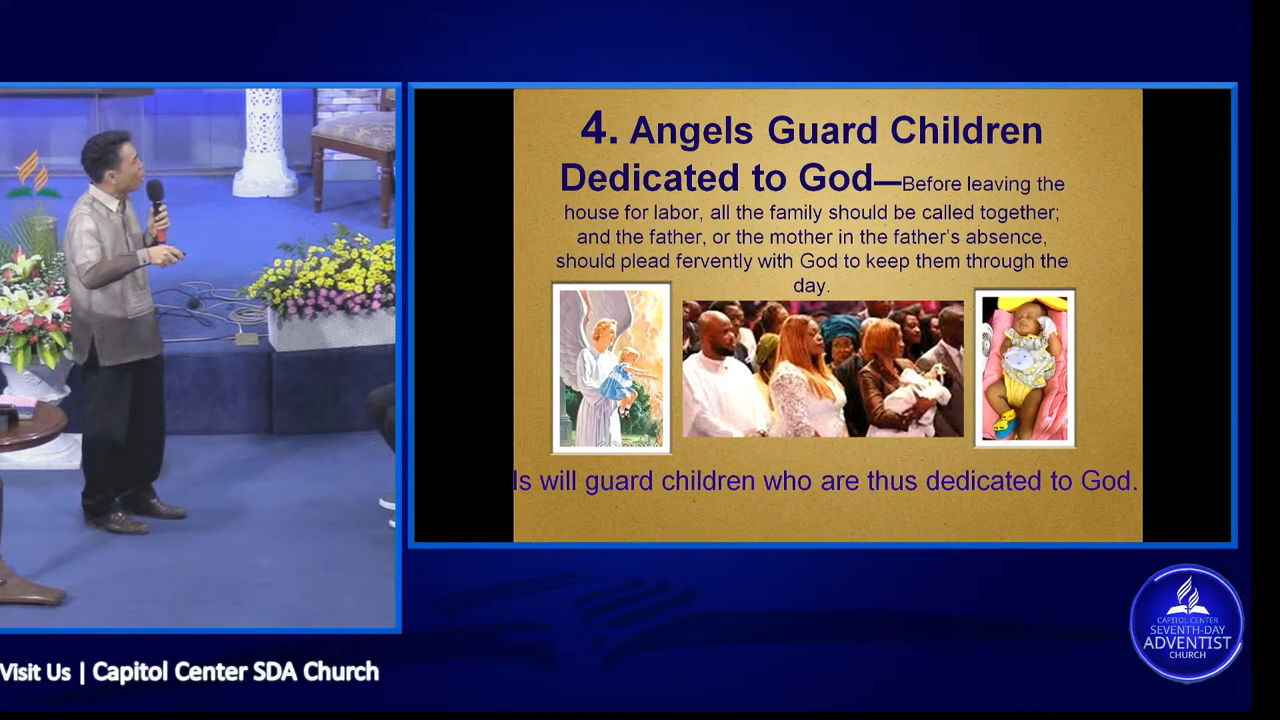 4. Angels Guard Children
Dedicated to God—Before leaving the
house for labor, all the family should be called together;
and the father, or the mother in the father's absence,
should plead fervently with God to keep them through the
day.
ls will guard children who are thus dedicated to God.
CAPITOL CENTER
SEVENTH-DAY
ADVENTIST
CHURCH
Visit Us | Capitol Center SDA Church